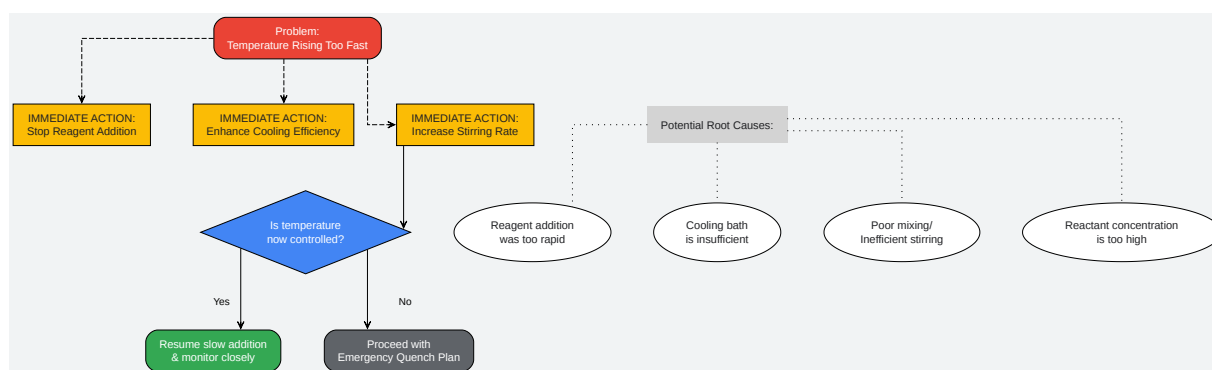 Problem:
Temperature Rising Too Fast
IMMEDIATE ACTION:
Stop Reagent Addition
IMMEDIATE ACTION:
Enhance Cooling Efficiency
IMMEDIATE ACTION:
Increase Stirring Rate
Potential Root Causes:
Is temperature
now controlled?
Reagent addition
was too rapid
Cooling bath
is insufficient
Poor mixing/
Inefficient stirring
Reactant concentration
is too high
Yes
No
Resume slow addition
& monitor closely
Proceed with
Emergency Quench Plan